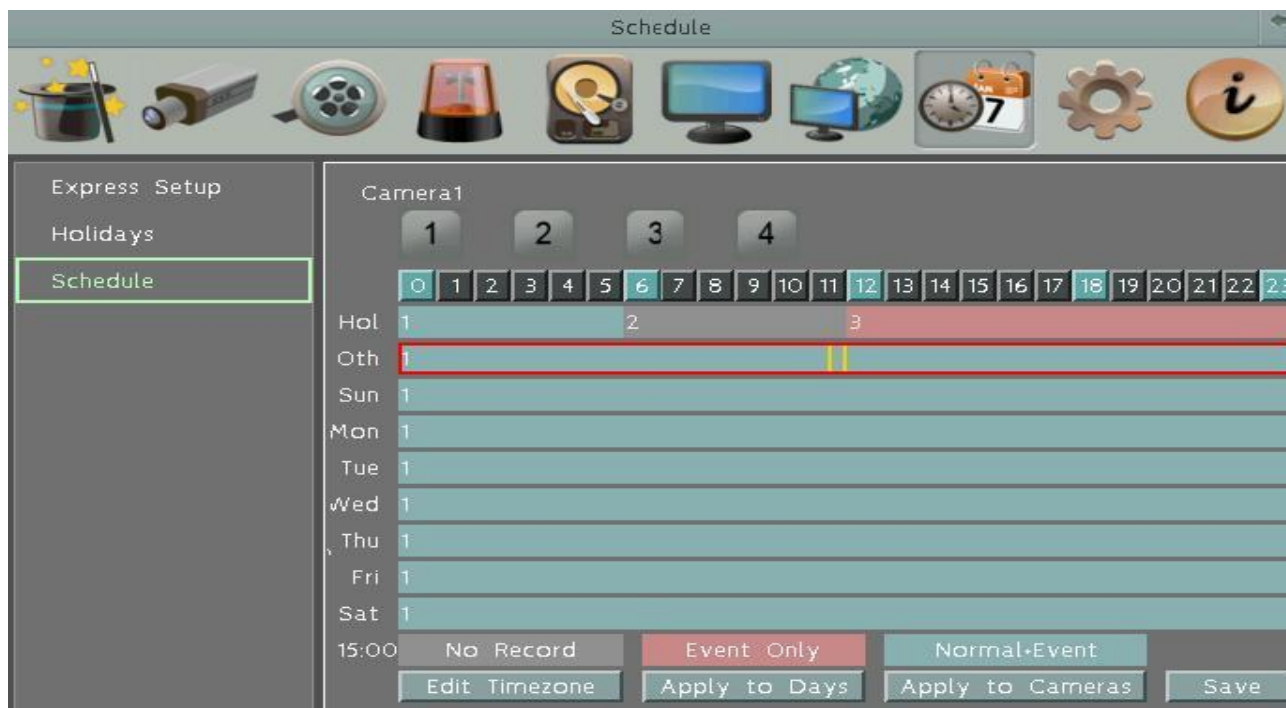 Schedule
7
i
Express Setup
Holidays
Schedule
Camera1
1 2 3 4
0 1 2 3 4 5 6 7 8 9 10 11 12 13 14 15 16 17 18 19 20 21 22 23
Hol 1 2 3
Oth 1
Sun 1
Mon 1
Tue 1
Wed 1
Thu 1
Fri 1
Sat 1
15:00 No Record Event Only Normal+Event
Edit Timezone Apply to Days Apply to Cameras Save